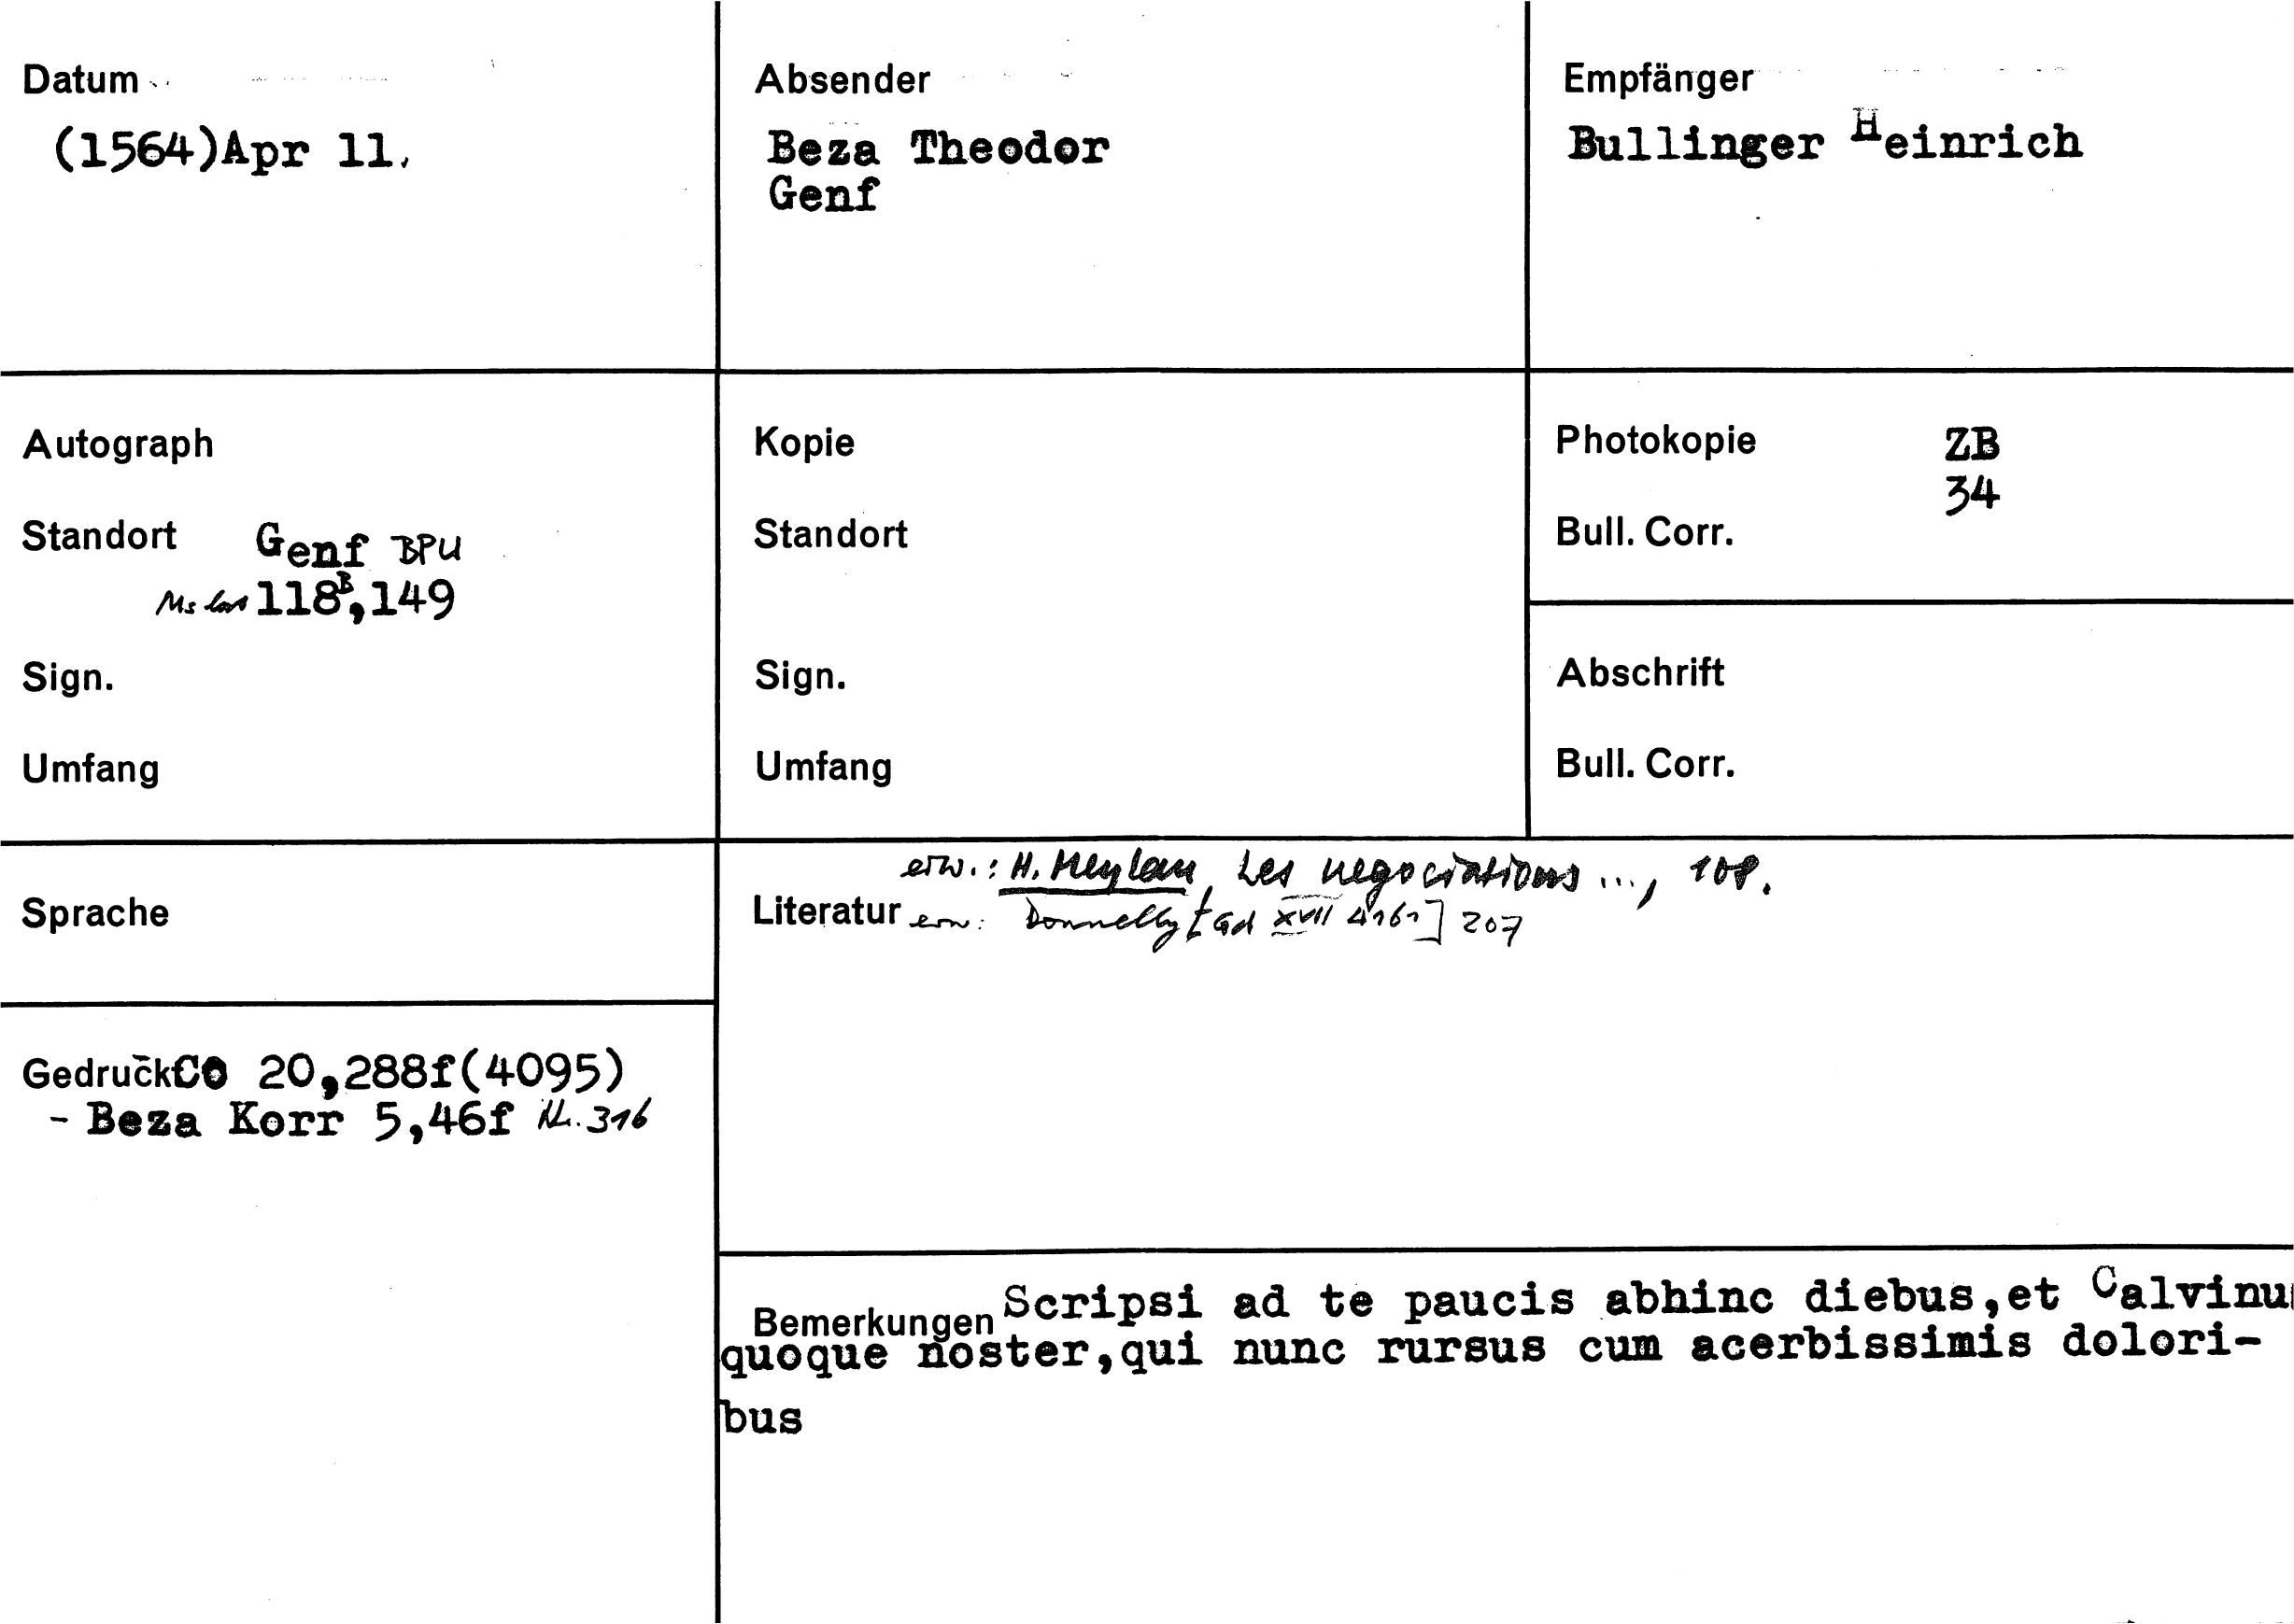 Datum
(1564)Apr 11.
Absender
Beza Theodor
Genf
Empfänger
Bullinger Heinrich
Autograph
Standort Genf BPU
Ms lat 118B,149
Sign.
Umfang
Kopie
Standort
Sign.
Umfang
Photokopie ZB
34
Bull. Corr.
Abschrift
Bull. Corr.
Sprache
Gedruckt CO 20,288f(4095)
- Beza Korr 5,46f Nr. 316
erw.: H. Meylan, Les negociations ..., 108.
Literatur erw: Donnelly [Gd XVII 4161] 207
Bemerkungen Scripsi ad te paucis abhinc diebus,et Calvinu
quoque noster,qui nunc rursus cum acerbissimis dolori-
bus